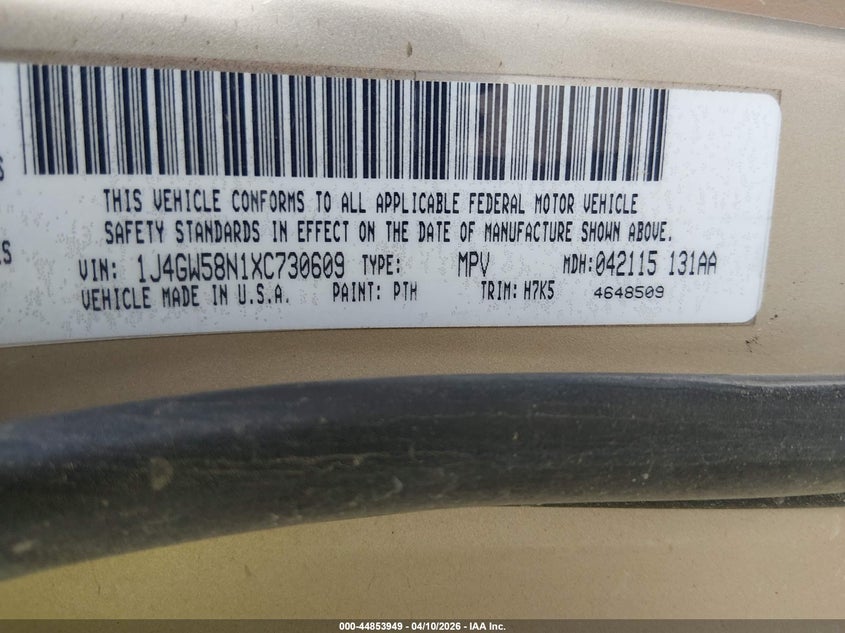 THIS VEHICLE CONFORMS TO ALL APPLICABLE FEDERAL MOTOR VEHICLE
SAFETY STANDARDS IN EFFECT ON THE DATE OF MANUFACTURE SHOWN ABOVE.
VIN: 1J4GW58N1XC730609 TYPE: MPV MDH:042115 131AA
VEHICLE MADE IN U.S.A. PAINT: PTH TRIM: H7K5 4648509
000-44853949 - 04/10/2026 - IAA Inc.